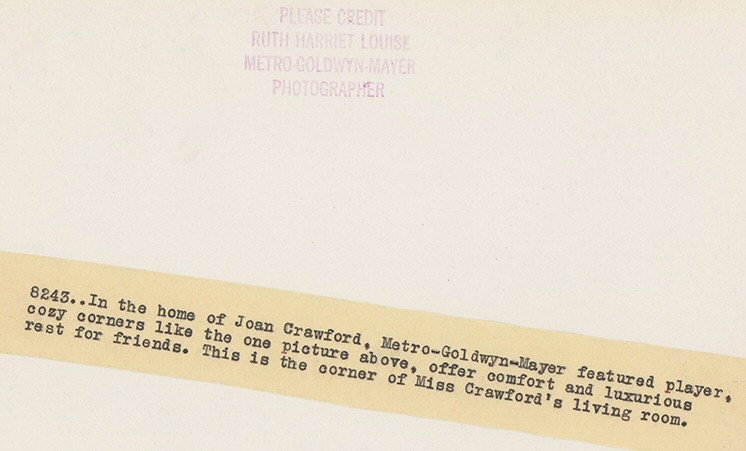 PLEASE CREDIT
RUTH HARRIET LOUISE
METRO-GOLDWYN-MAYER
PHOTOGRAPHER
8243..In the home of Joan Crawford, Metro-Goldwyn-Mayer featured player,
cozy corners like the one picture above, offer comfort and luxurious
rest for friends. This is the corner of Miss Crawford's living room.